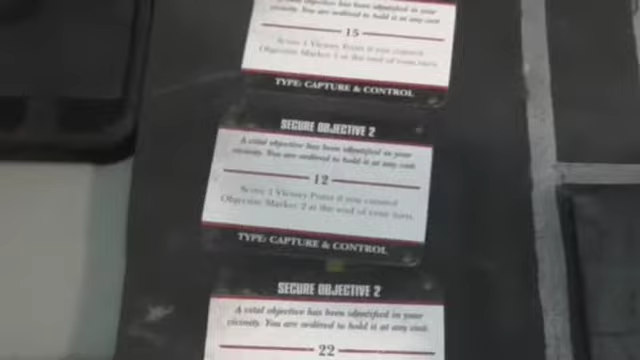 vital objective has been identified in your
vicinity. You are ordered to hold it at any cost.
15
Score 1 Victory Point if you control
Objective Marker at the end of your turn.
TYPE: CAPTURE & CONTROL
SECURE OBJECTIVE 2
A vital objective has been identified in your
vicinity. You are ordered to hold it at any cost.
12
Score 1 Victory Point if you control
Objective Marker 2 at the end of your turn.
TYPE: CAPTURE & CONTROL
SECURE OBJECTIVE 2
A vital objective has been identified in your
vicinity. You are ordered to hold it at any cost.
22